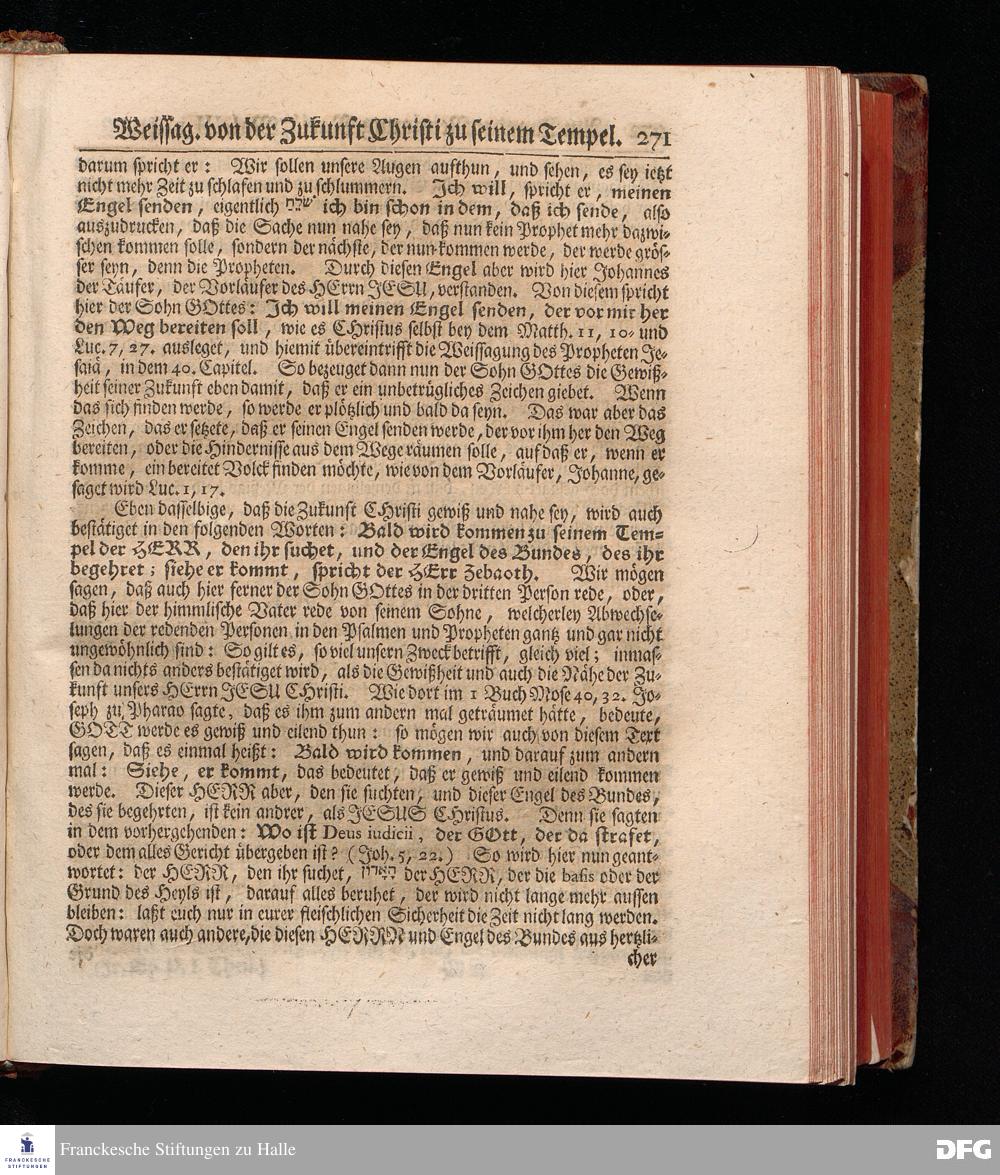 Weissag. von der Zukunft Christi zu seinem Tempel. 271
darum spricht er: Wir sollen unsere Augen aufthun, und sehen, es sey ietzt
nicht mehr Zeit zu schlafen und zu schlummern. Ich will, spricht er, meinen
Engel senden, eigentlich שלח ich bin schon in dem, daß ich sende, also
auszudrucken, daß die Sache nun nahe sey, daß nun kein Prophet mehr dazwi-
schen kommen solle, sondern der nächste, der nun kommen werde, der werde grös-
ser seyn, denn die Propheten. Durch diesen Engel aber wird hier Johannes
der Täufer, der Vorläufer des HErrn JESU, verstanden. Von diesem spricht
hier der Sohn GOttes: Ich will meinen Engel senden, der vor mir her
den Weg bereiten soll, wie es CHristus selbst bey dem Matth. 11, 10. und
Luc. 7, 27. ausleget, und hiemit übereintrifft die Weissagung des Propheten Je-
saiä, in dem 40. Capitel. So bezeuget dann nun der Sohn GOttes die Gewiß-
heit seiner Zukunft eben damit, daß er ein unbetrügliches Zeichen giebet. Wenn
das sich finden werde, so werde er plötzlich und bald da seyn. Das war aber das
Zeichen, das er setzete, daß er seinen Engel senden werde, der vor ihm her den Weg
bereiten, oder die Hindernisse aus dem Wege räumen solle, auf daß er, wenn er
komme, ein bereitet Volck finden möchte, wie von dem Vorläufer, Johanne, ge-
saget wird Luc. 1, 17.
Eben dasselbige, daß die Zukunft CHristi gewiß und nahe sey, wird auch
bestätiget in den folgenden Worten: Bald wird kommen zu seinem Tem-
pel der HERR, den ihr suchet, und der Engel des Bundes, des ihr
begehret; siehe er kommt, spricht der HErr Zebaoth. Wir mögen
sagen, daß auch hier ferner der Sohn GOttes in der dritten Person rede, oder,
daß hier der himmlische Vater rede von seinem Sohne, welcherley Abwechse-
lungen der redenden Personen in den Psalmen und Propheten gantz und gar nicht
ungewöhnlich sind: So gilt es, so viel unsern Zweck betrifft, gleich viel; inmas-
sen da nichts anders bestätiget wird, als die Gewißheit und auch die Nähe der Zu-
kunft unsers HErrn JESU CHristi. Wie dort im 1 Buch Mose 40, 32. Jo-
seph zu Pharao sagte, daß es ihm zum andern mal geträumet hätte, bedeute,
GOTT werde es gewiß und eilend thun: so mögen wir auch von diesem Text
sagen, daß es einmal heißt: Bald wird kommen, und darauf zum andern
mal: Siehe, er kommt, das bedeutet, daß er gewiß und eilend kommen
werde. Dieser HERR aber, den sie suchten, und dieser Engel des Bundes,
des sie begehrten, ist kein andrer, als JESUS CHristus. Denn sie sagten
in dem vorhergehenden: Wo ist Deus iudicii, der GOtt, der da strafet,
oder dem alles Gericht übergeben ist? (Joh. 5, 22.) So wird hier nun geant-
wortet: der HERR, den ihr suchet, האדון der HERR, der die basis oder der
Grund des Heyls ist, darauf alles beruhet, der wird nicht lange mehr aussen
bleiben: laßt euch nur in eurer fleischlichen Sicherheit die Zeit nicht lang werden.
Doch waren auch andere, die diesen HERRN und Engel des Bundes aus hertzli-
cher
FRANCKESCHE
STIFTUNGEN
Franckesche Stiftungen zu Halle
DFG